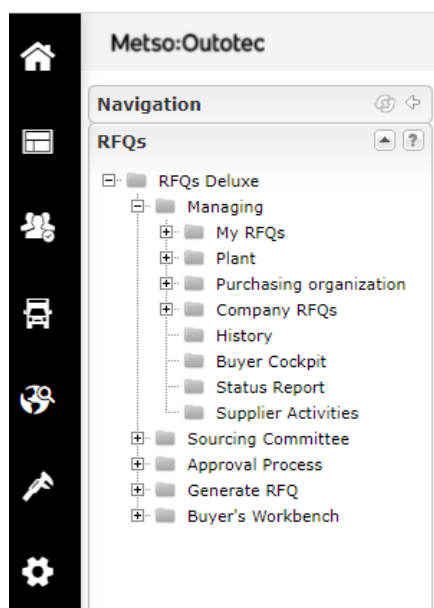 Metso:Outotec
Navigation
RFQs
?
RFQs Deluxe
Managing
My RFQs
Plant
Purchasing organization
Company RFQs
History
Buyer Cockpit
Status Report
Supplier Activities
Sourcing Committee
Approval Process
Generate RFQ
Buyer's Workbench